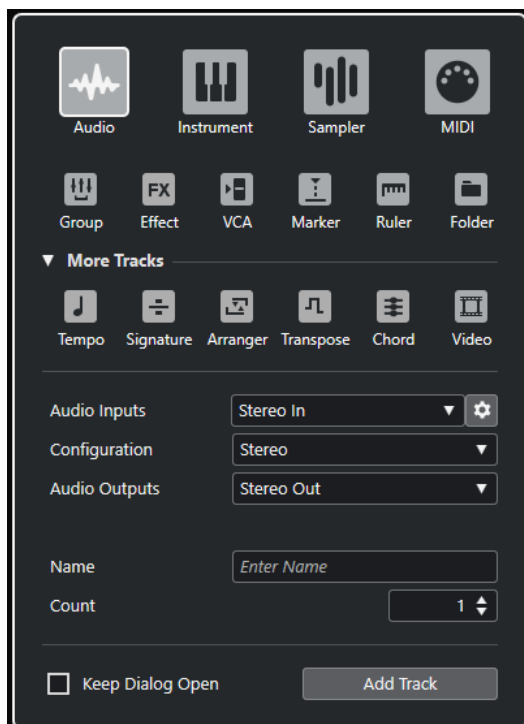 Audio Instrument Sampler MIDI
FX
Group Effect VCA Marker Ruler Folder
More Tracks
Tempo Signature Arranger Transpose Chord Video
Audio Inputs Stereo In
Configuration Stereo
Audio Outputs Stereo Out
Name Enter Name
Count 1
Keep Dialog Open Add Track